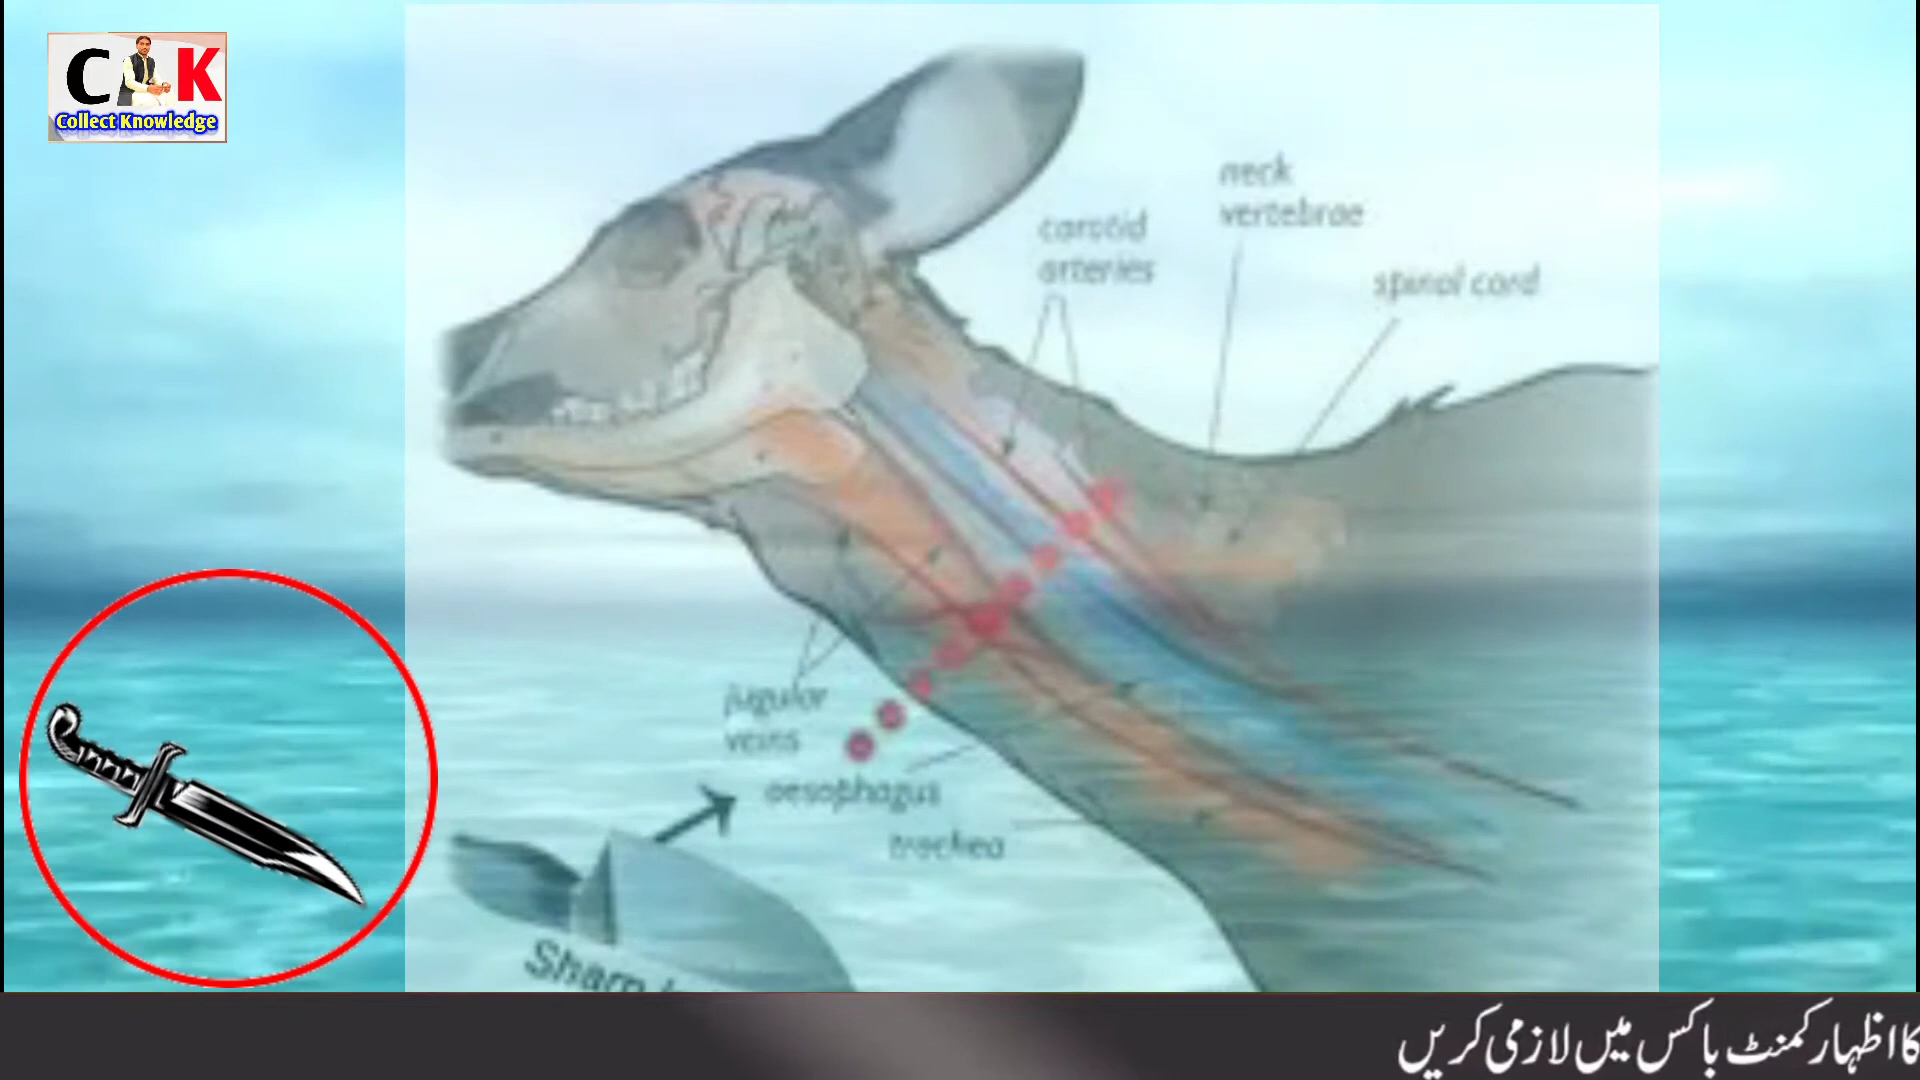 C K
Collect Knowledge
neck
vertebrae
carotid
arteries
spinal cord
jugular
veins
oesophagus
trachea
Sharp
کا اظہار کمنٹ باکس میں لازمی کریں